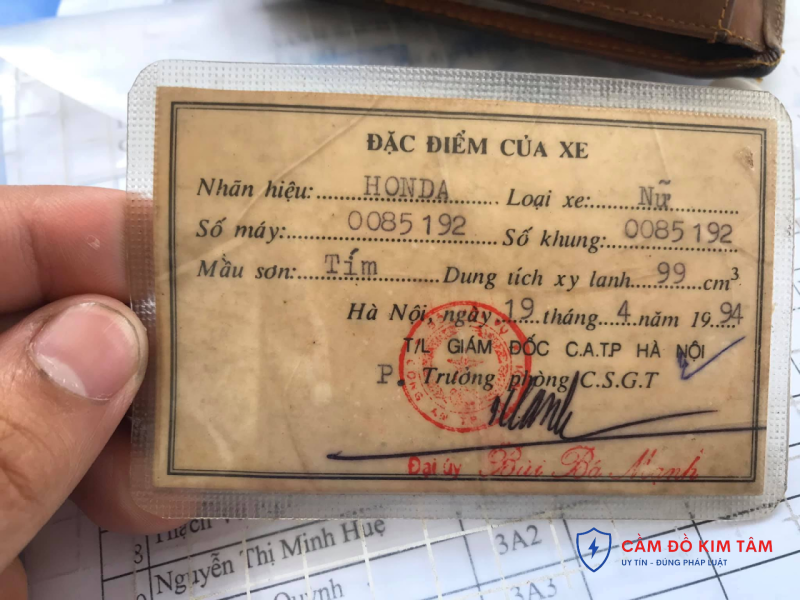 ĐẶC ĐIỂM CỦA XE
Nhãn hiệu: HONDA Loại xe: Nữ
Số máy: 0085192 Số khung: 0085192
Mầu sơn: Tím Dung tích xy lanh 99 cm³
Hà Nội, ngày 19 tháng 4 năm 1994
T/L GIÁM ĐỐC C.A.T.P HÀ NỘI
P. Trưởng phòng C.S.G.T
Đại úy Bùi Bá Mạnh
8 Thạch
Nguyễn Thị Minh Huệ 3A2
Quỳnh 3A3
CẦM ĐỒ KIM TÂM
UY TÍN - ĐÚNG PHÁP LUẬT